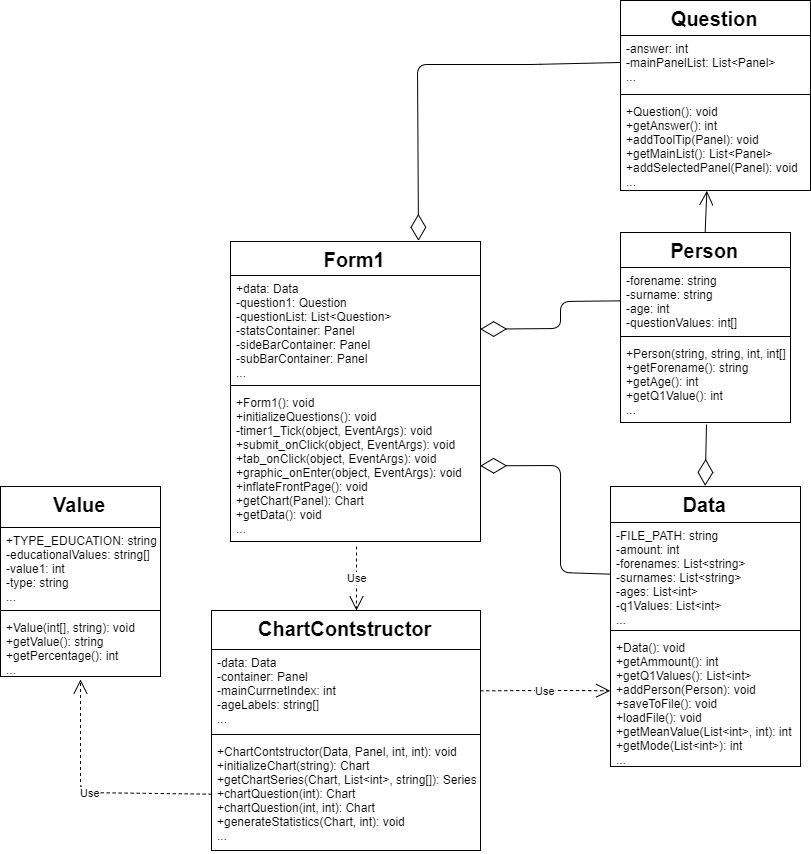 Question
-answer: int
-mainPanelList: List<Panel>
...
+Question(): void
+getAnswer(): int
+addToolTip(Panel): void
+getMainList(): List<Panel>
+addSelectedPanel(Panel): void
...
Form1
+data: Data
-question1: Question
-questionList: List<Question>
-statsContainer: Panel
-sideBarContainer: Panel
-subBarContainer: Panel
...
+Form1(): void
+initializeQuestions(): void
-timer1_Tick(object, EventArgs): void
+submit_onClick(object, EventArgs): void
+tab_onClick(object, EventArgs): void
+graphic_onEnter(object, EventArgs): void
+inflateFrontPage(): void
+getChart(Panel): Chart
+getData(): void
...
Person
-forename: string
-surname: string
-age: int
-questionValues: int[]
+Person(string, string, int, int[]
+getForename(): string
+getAge(): int
+getQ1Value(): int
...
Value
+TYPE_EDUCATION: string
-educationalValues: string[]
-value1: int
-type: string
...
+Value(int[], string): void
+getValue(): string
+getPercentage(): int
...
Data
-FILE_PATH: string
-amount: int
-forenames: List<string>
-surnames: List<string>
-ages: List<int>
-q1Values: List<int>
...
+Data(): void
+getAmmount(): int
+getQ1Values(): List<int>
+addPerson(Person): void
+saveToFile(): void
+loadFile(): void
+getMeanValue(List<int>, int): int
+getMode(List<int>): int
...
Use
ChartContstructor
-data: Data
-container: Panel
-mainCurrnetIndex: int
-ageLabels: string[]
...
+ChartContstructor(Data, Panel, int, int): void
+initializeChart(string): Chart
+getChartSeries(Chart, List<int>, string[]): Series
+chartQuestion(int): Chart
+chartQuestion(int, int): Chart
+generateStatistics(Chart, int): void
...
Use
Use